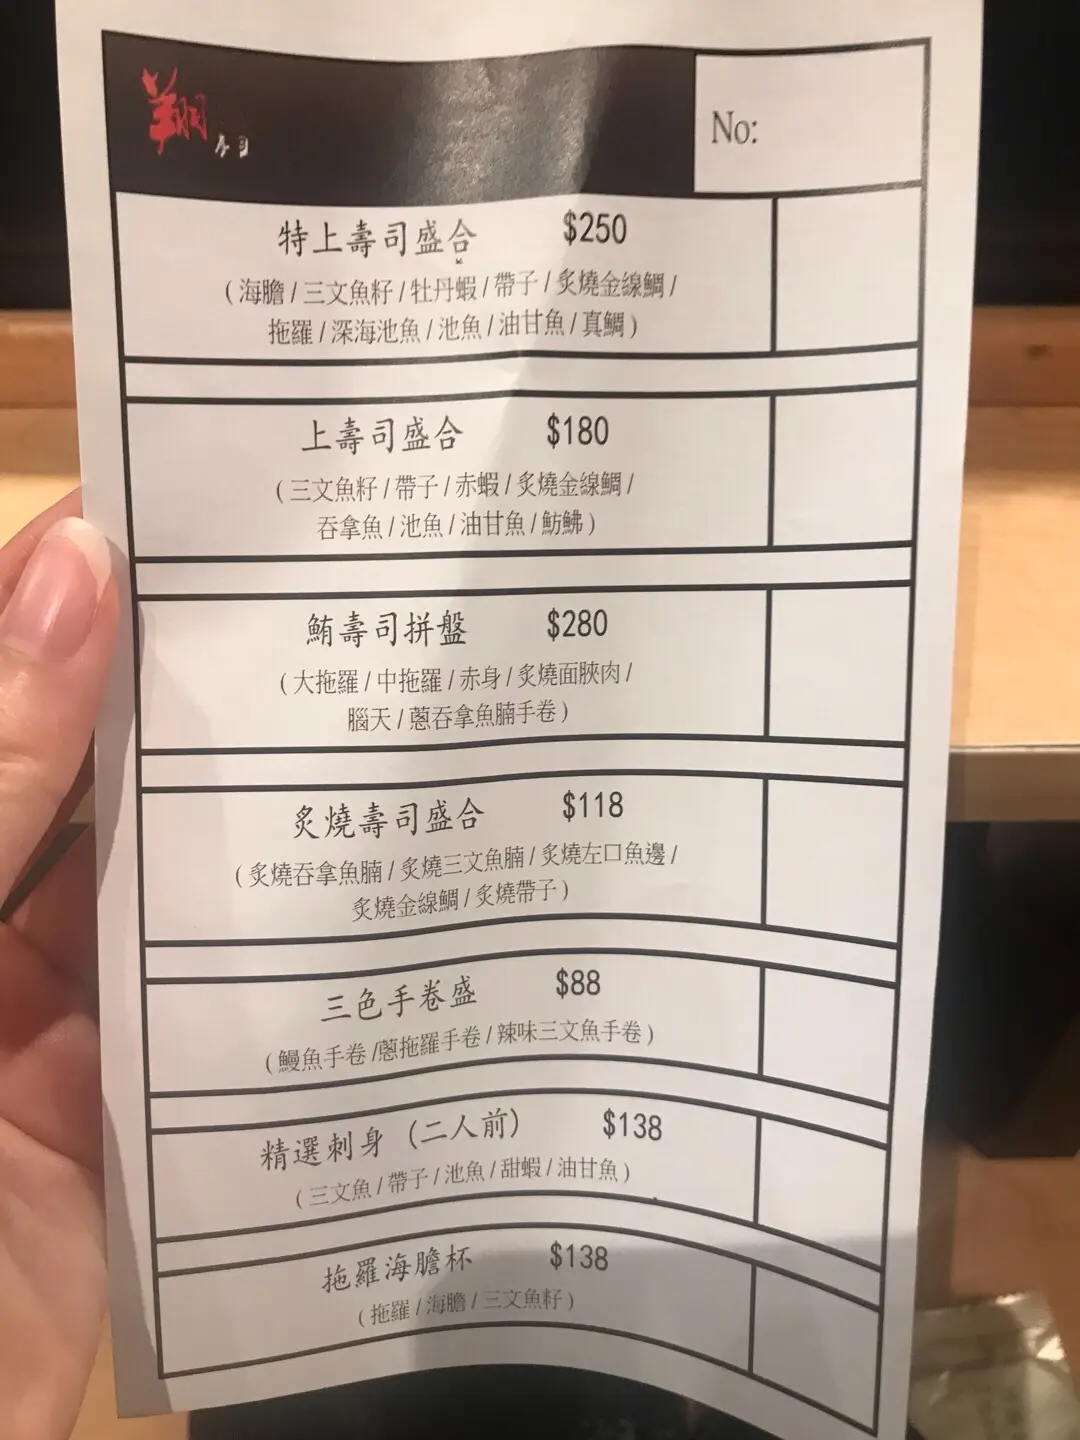 翔
No:
特上壽司盛合 $250
(海膽/三文魚籽/牡丹蝦/帶子/炙燒金線鯛/
拖羅/深海池魚/池魚/油甘魚/真鯛)
上壽司盛合 $180
(三文魚籽/帶子/赤蝦/炙燒金線鯛/
吞拿魚/池魚/油甘魚/魴鮄)
鮪壽司拼盤 $280
(大拖羅/中拖羅/赤身/炙燒面脥肉/
腦天/蔥吞拿魚腩手卷)
炙燒壽司盛合 $118
(炙燒吞拿魚腩/炙燒三文魚腩/炙燒左口魚邊/
炙燒金線鯛/炙燒帶子)
三色手卷盛 $88
(鰻魚手卷/蔥拖羅手卷/辣味三文魚手卷)
精選刺身(二人前) $138
(三文魚/帶子/池魚/甜蝦/油甘魚)
拖羅海膽杯 $138
(拖羅/海膽/三文魚籽)